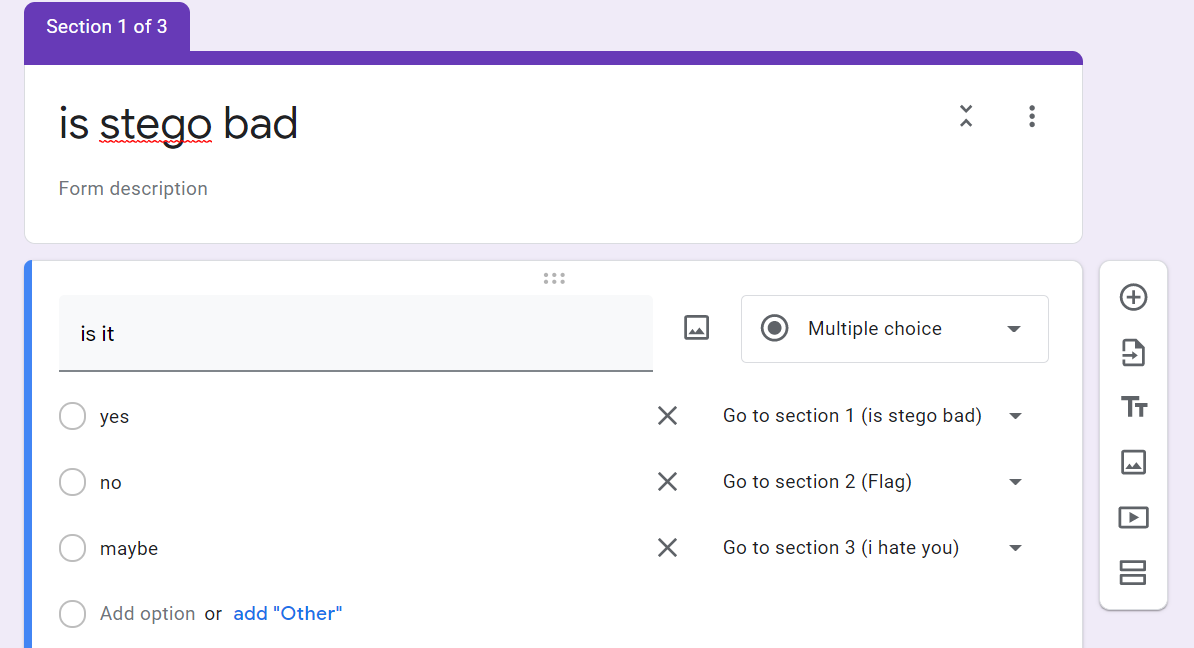 Section 1 of 3
is stego bad
Form description
is it
Multiple choice
yes
Go to section 1 (is stego bad)
no
Go to section 2 (Flag)
maybe
Go to section 3 (i hate you)
Add option or add "Other"
Tт